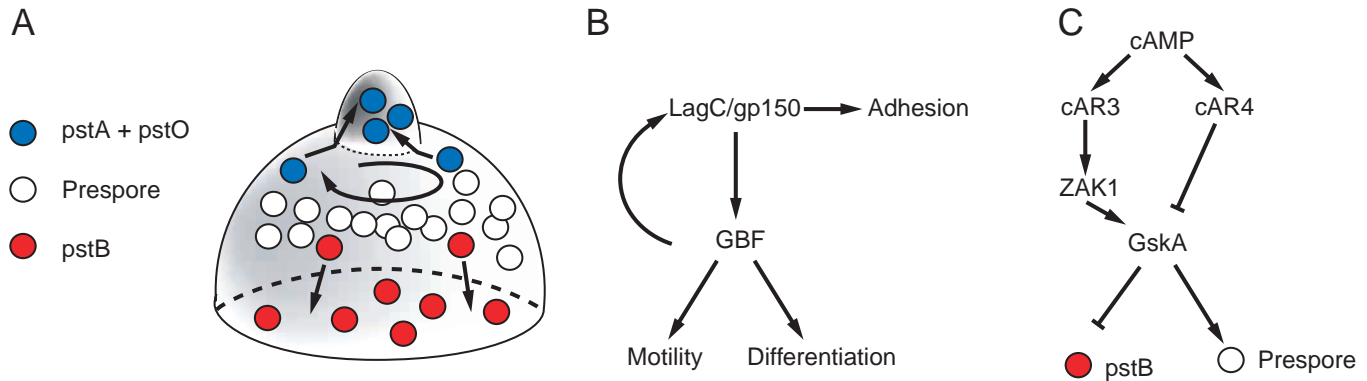 A
pstA + pstO
Prespore
pstB
B
LagC/gp150
Adhesion
GBF
Motility
Differentiation
C
cAMP
cAR3
cAR4
ZAK1
GskA
pstB
Prespore